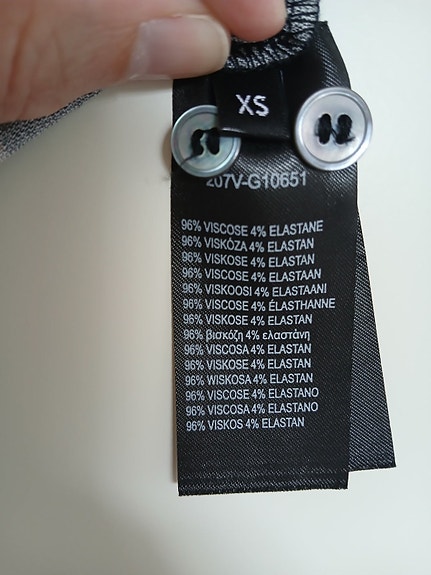 XS
207V-G10651
96% VISCOSE 4% ELASTANE
96% VISKÓZA 4% ELASTAN
96% VISKOSE 4% ELASTAN
96% VISCOSE 4% ELASTAAN
96% VISKOOSI 4% ELASTAANI
96% VISCOSE 4% ÉLASTHANNE
96% VISKOSE 4% ELASTAN
96% βισκόζη 4% ελαστάνη
96% VISCOSA 4% ELASTAN
96% VISKOSE 4% ELASTAN
96% WISKOSA 4% ELASTAN
96% VISCOSE 4% ELASTANO
96% VISCOSA 4% ELASTANO
96% VISKOS 4% ELASTAN